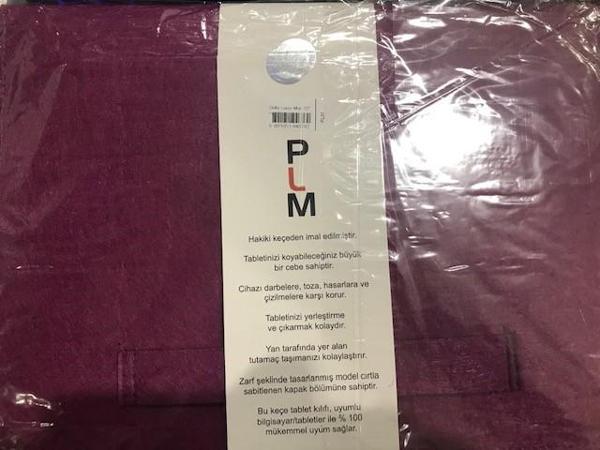 PLM
P
L
M
Hakiki keçeden imal edilmiştir.
Tabletinizi koyabileceğiniz büyük
bir cebe sahiptir.
Cihazı darbelere, toza, hasarlara ve
çizilmelere karşı korur.
Tabletinizi yerleştirme
ve çıkarmak kolaydır.
Yan tarafında yer alan
tutamaç taşımanızı kolaylaştırır.
Zarf şeklinde tasarlanmış model cırtla
sabitlenen kapak bölümüne sahiptir.
Bu keçe tablet kılıfı, uyumlu
bilgisayar/tabletler ile % 100
mükemmel uyum sağlar.